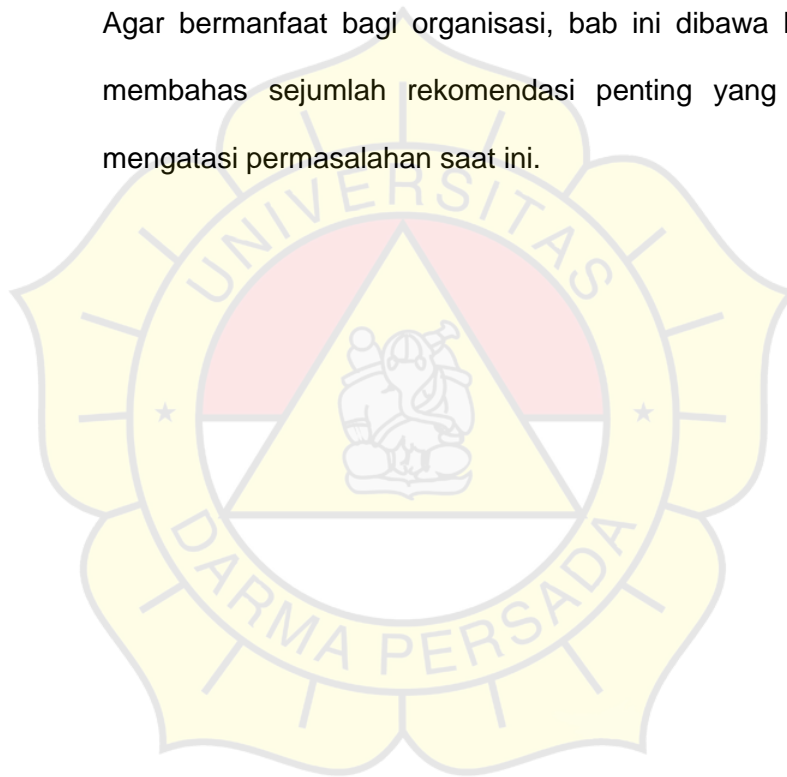 Agar bermanfaat bagi organisasi, bab ini dibawa
membahas sejumlah rekomendasi penting yang
mengatasi permasalahan saat ini.
UNIVERSITAS
DARMA PERSADA